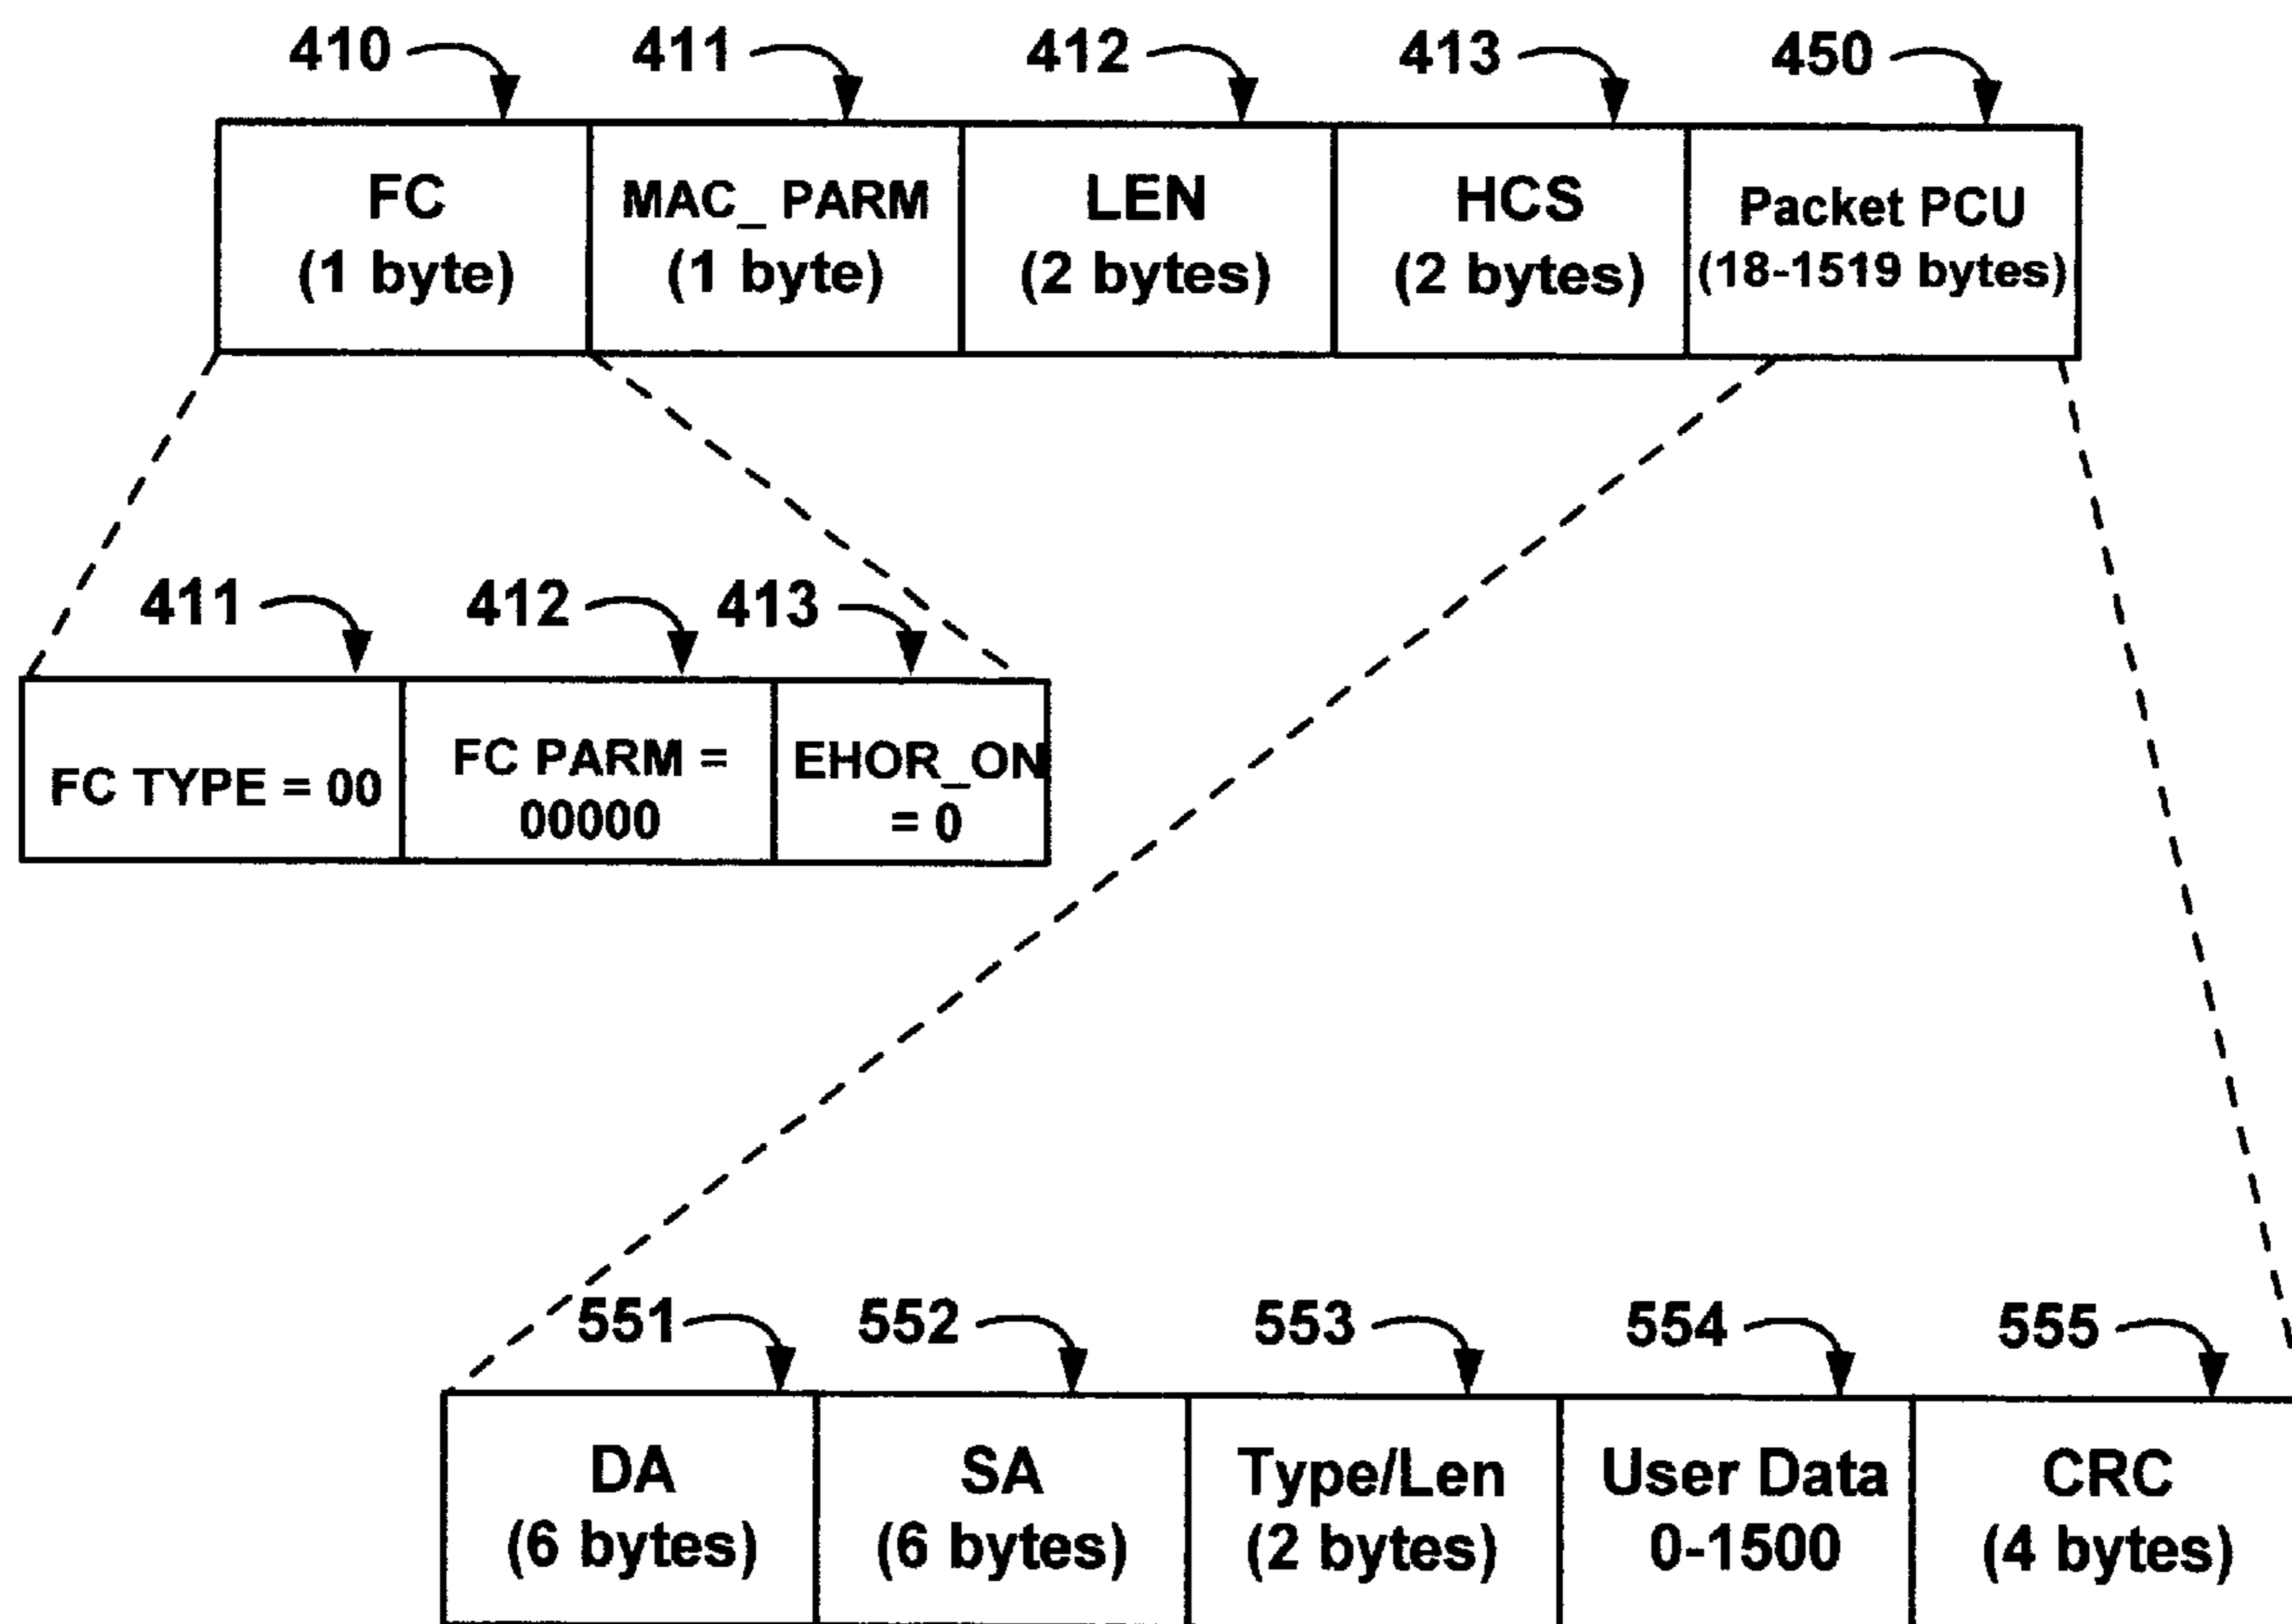 410 411 412 413 450
FC MAC_ PARM LEN HCS Packet PCU
(1 byte) (1 byte) (2 bytes) (2 bytes) (18-1519 bytes)
411 412 413
FC TYPE = 00 FC PARM = EHOR_ON
00000 = 0
551 552 553 554 555
DA SA Type/Len User Data CRC
(6 bytes) (6 bytes) (2 bytes) 0-1500 (4 bytes)